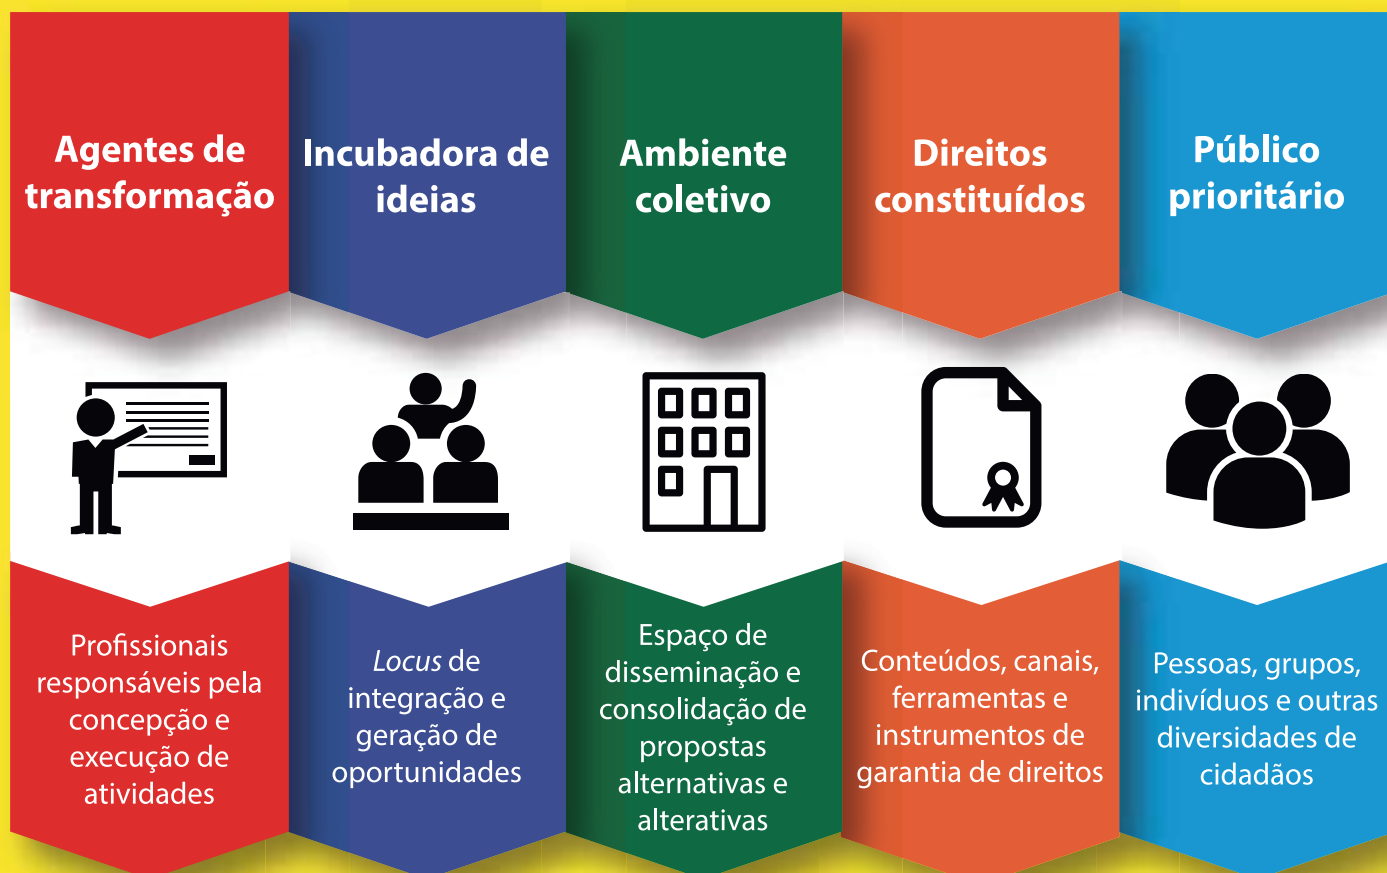 Agentes de
transformação
Incubadora de
ideias
Ambiente
coletivo
Direitos
constituídos
Público
prioritário
Profissionais
responsáveis pela
concepção e
execução de
atividades
Locus de
integração e
geração de
oportunidades
Espaço de
disseminação e
consolidação de
propostas
alternativas e
alterativas
Conteúdos, canais,
ferramentas e
instrumentos de
garantia de direitos
Pessoas, grupos,
indivíduos e outras
diversidades de
cidadãos